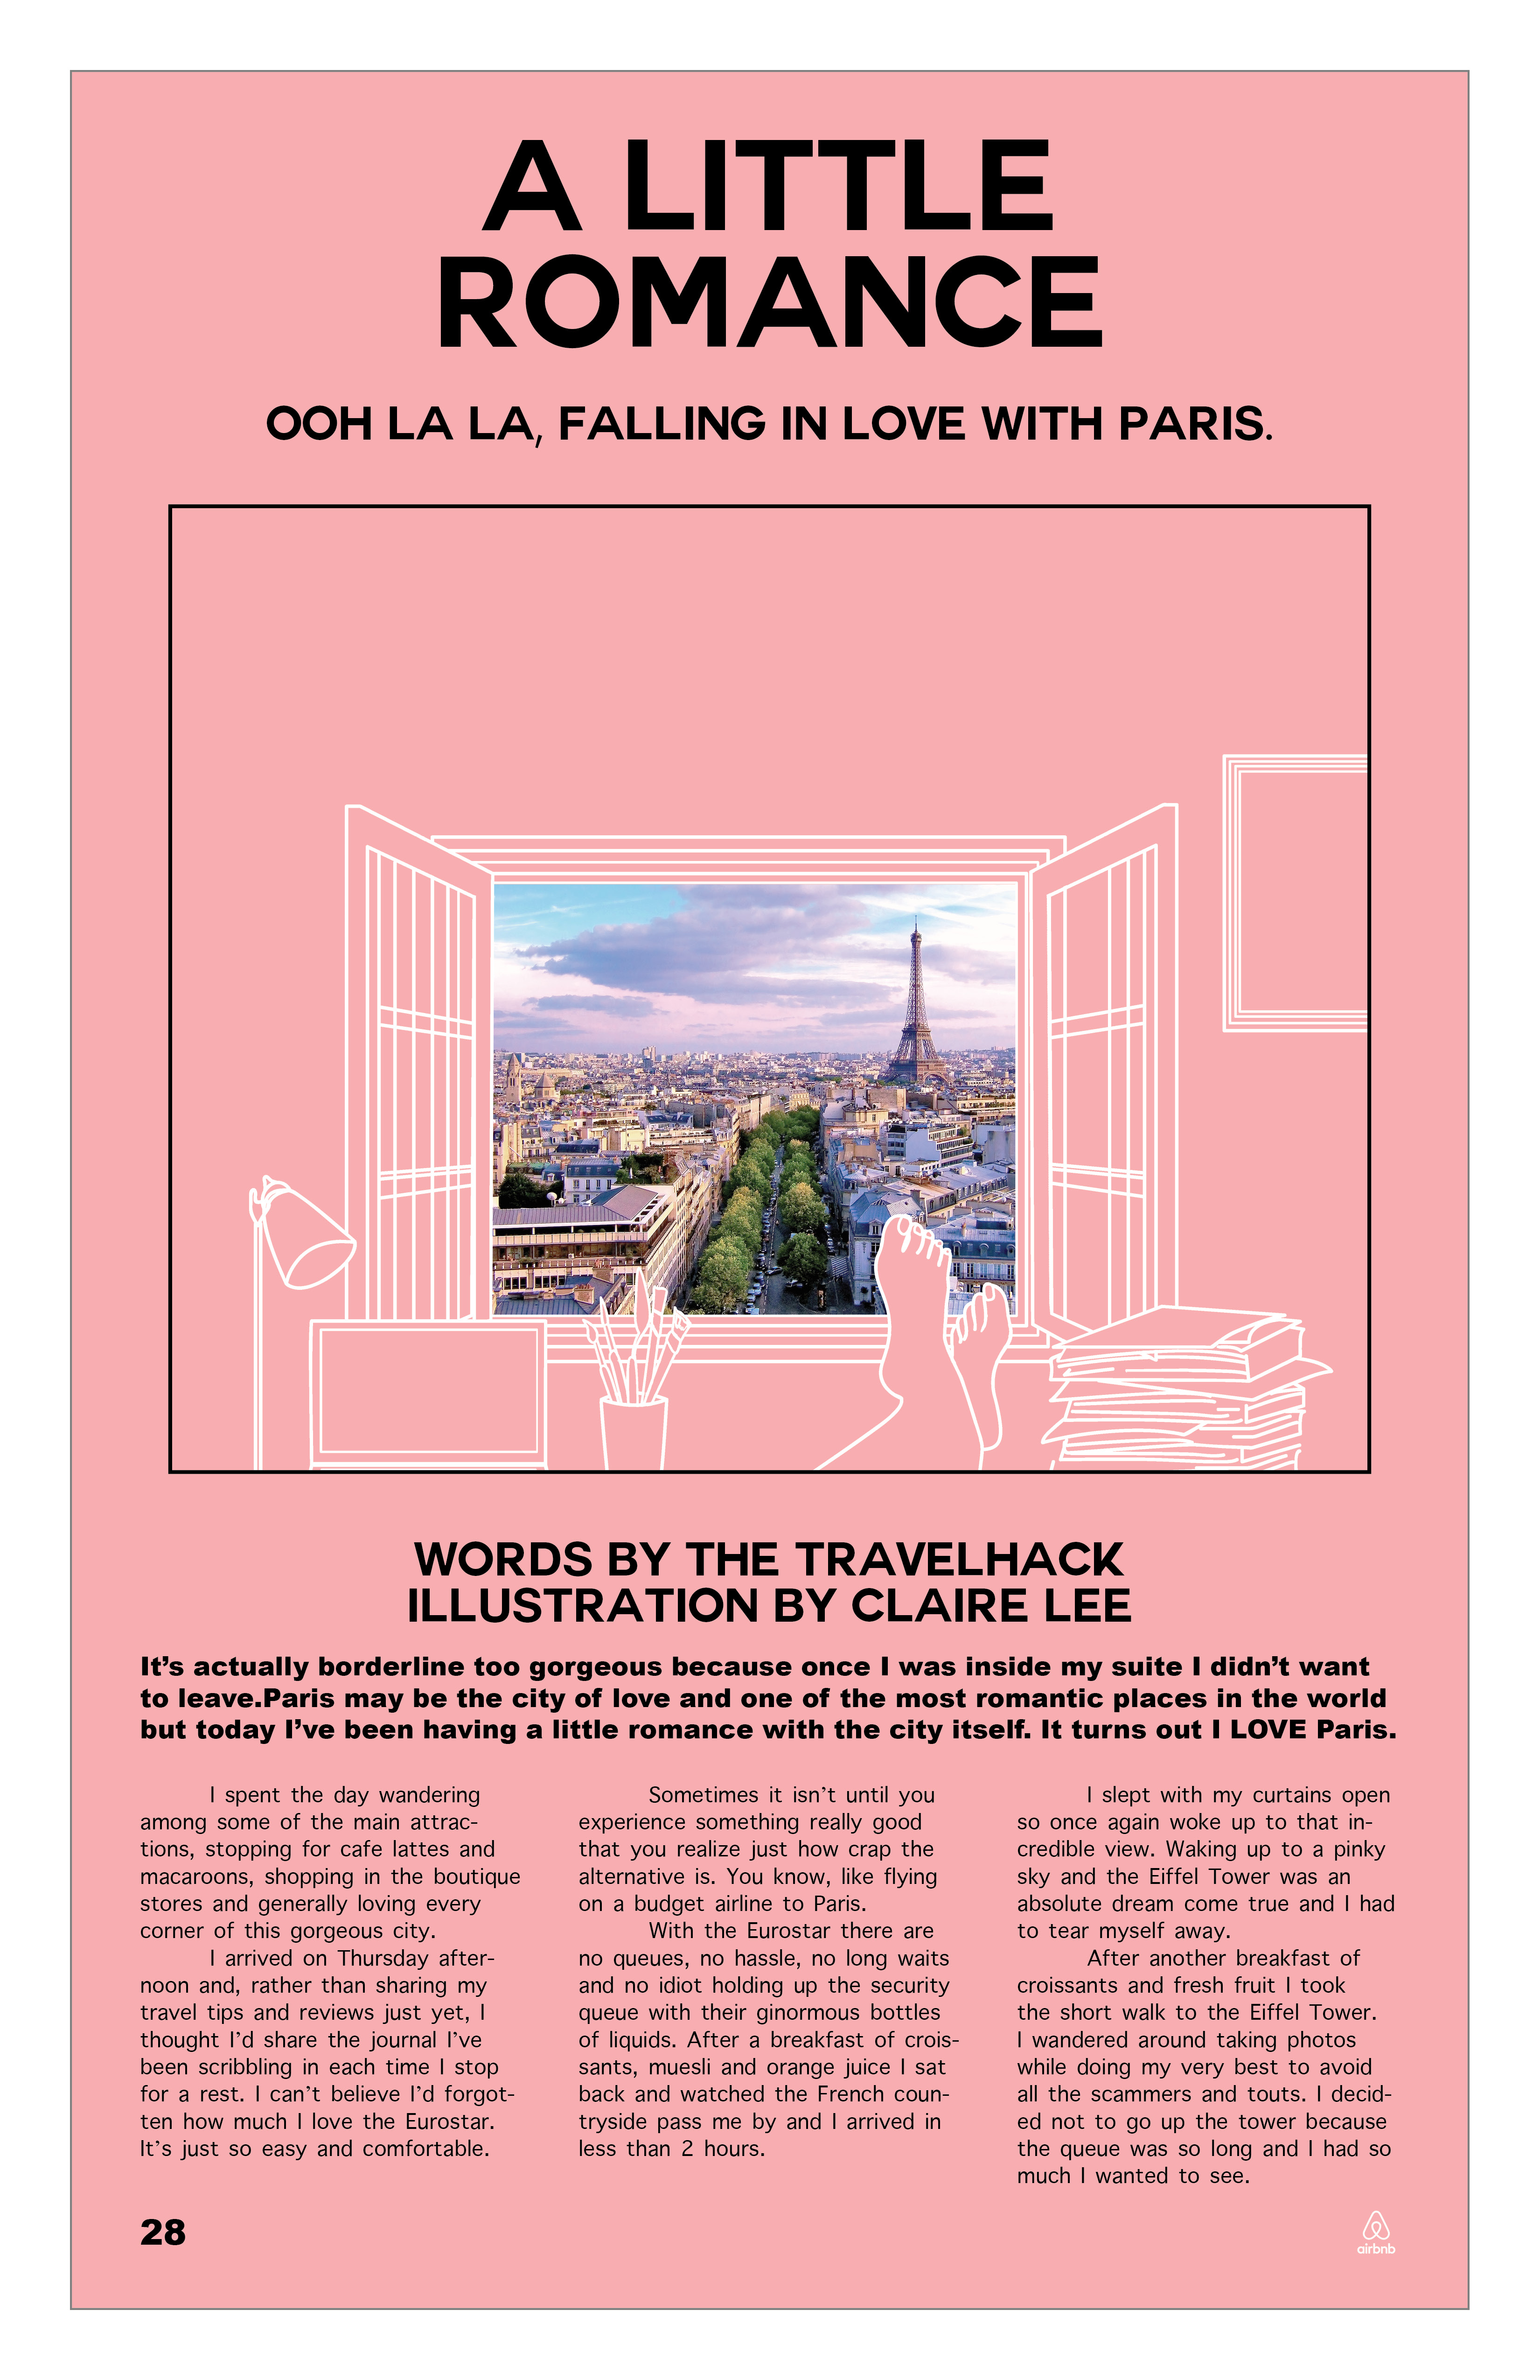 A LITTLE
ROMANCE
OOH LA LA, FALLING IN LOVE WITH PARIS.
WORDS BY THE TRAVELHACK
ILLUSTRATION BY CLAIRE LEE
It’s actually borderline too gorgeous because once I was inside my suite I didn’t want
to leave.Paris may be the city of love and one of the most romantic places in the world
but today I’ve been having a little romance with the city itself. It turns out I LOVE Paris.
I spent the day wandering
among some of the main attrac-
tions, stopping for cafe lattes and
macaroons, shopping in the boutique
stores and generally loving every
corner of this gorgeous city.
I arrived on Thursday after-
noon and, rather than sharing my
travel tips and reviews just yet, I
thought I’d share the journal I’ve
been scribbling in each time I stop
for a rest. I can’t believe I’d forgot-
ten how much I love the Eurostar.
It’s just so easy and comfortable.
Sometimes it isn’t until you
experience something really good
that you realize just how crap the
alternative is. You know, like flying
on a budget airline to Paris.
With the Eurostar there are
no queues, no hassle, no long waits
and no idiot holding up the security
queue with their ginormous bottles
of liquids. After a breakfast of crois-
sants, muesli and orange juice I sat
back and watched the French coun-
tryside pass me by and I arrived in
less than 2 hours.
I slept with my curtains open
so once again woke up to that in-
credible view. Waking up to a pinky
sky and the Eiffel Tower was an
absolute dream come true and I had
to tear myself away.
After another breakfast of
croissants and fresh fruit I took
the short walk to the Eiffel Tower.
I wandered around taking photos
while doing my very best to avoid
all the scammers and touts. I decid-
ed not to go up the tower because
the queue was so long and I had so
much I wanted to see.
28
airbnb